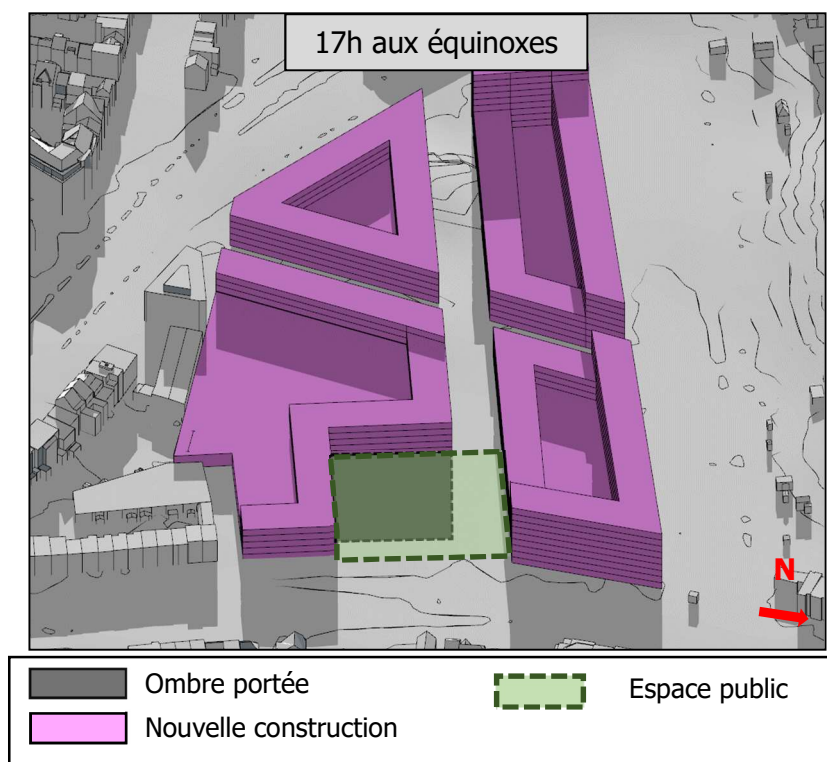 17h aux équinoxes
N
Ombre portée
Espace public
Nouvelle construction